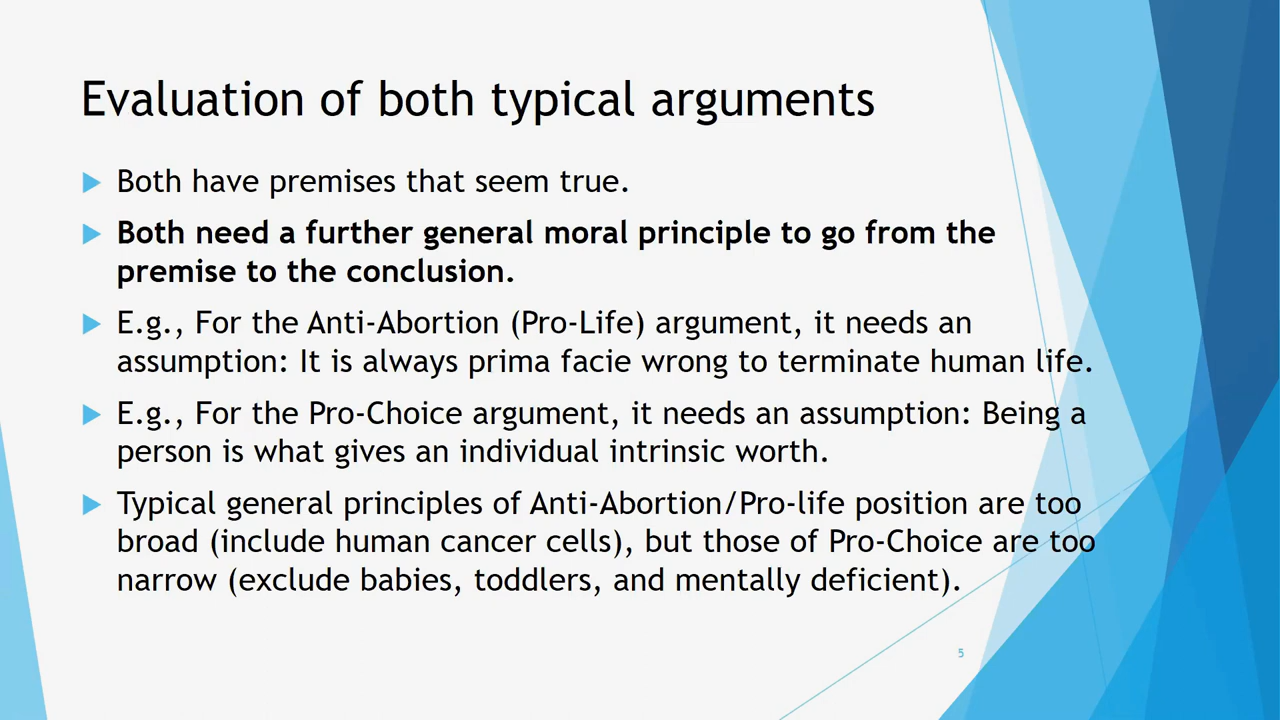 Evaluation of both typical arguments
Both have premises that seem true.
Both need a further general moral principle to go from the
premise to the conclusion.
E.g., For the Anti-Abortion (Pro-Life) argument, it needs an
assumption: It is always prima facie wrong to terminate human life.
E.g., For the Pro-Choice argument, it needs an assumption: Being a
person is what gives an individual intrinsic worth.
Typical general principles of Anti-Abortion/Pro-life position are too
broad (include human cancer cells), but those of Pro-Choice are too
narrow (exclude babies, toddlers, and mentally deficient).
5